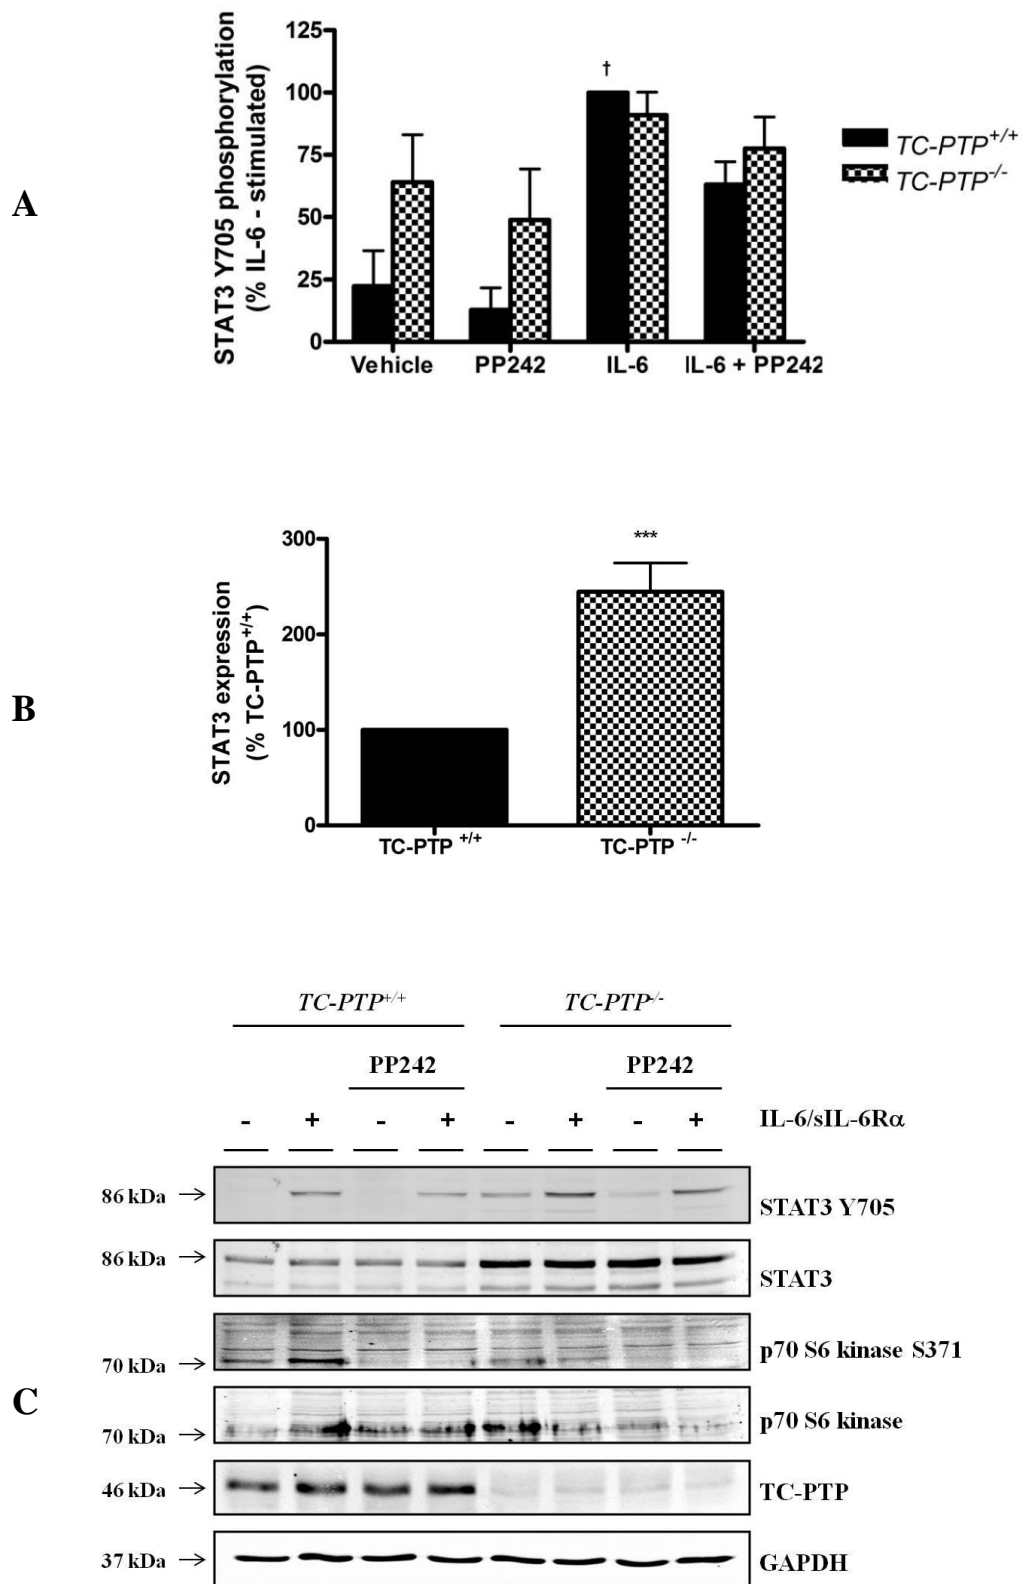 A
STAT3 Y705 phosphorylation
(% IL-6 - stimulated)
125
100
75
50
25
0
†
Vehicle
PP242
IL-6
IL-6 + PP242
TC-PTP+/+
TC-PTP-/-
B
STAT3 expression
(% TC-PTP+/+)
300
200
100
0
***
TC-PTP +/+
TC-PTP -/-
C
TC-PTP+/+
TC-PTP-/-
PP242
PP242
- + - + - + - + IL-6/sIL-6Rα
86 kDa → STAT3 Y705
86 kDa → STAT3
70 kDa → p70 S6 kinase S371
70 kDa → p70 S6 kinase
46 kDa → TC-PTP
37 kDa → GAPDH